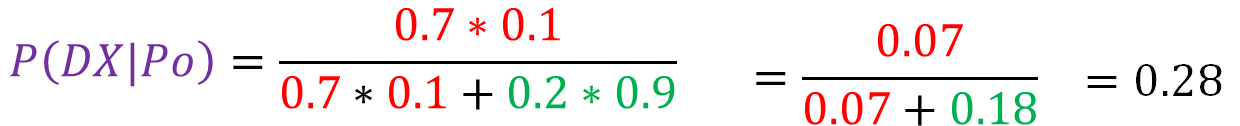 P(DX|Po) = 0.7 * 0.1 / 0.7 * 0.1 + 0.2 * 0.9 = 0.07 / 0.07 + 0.18 = 0.28